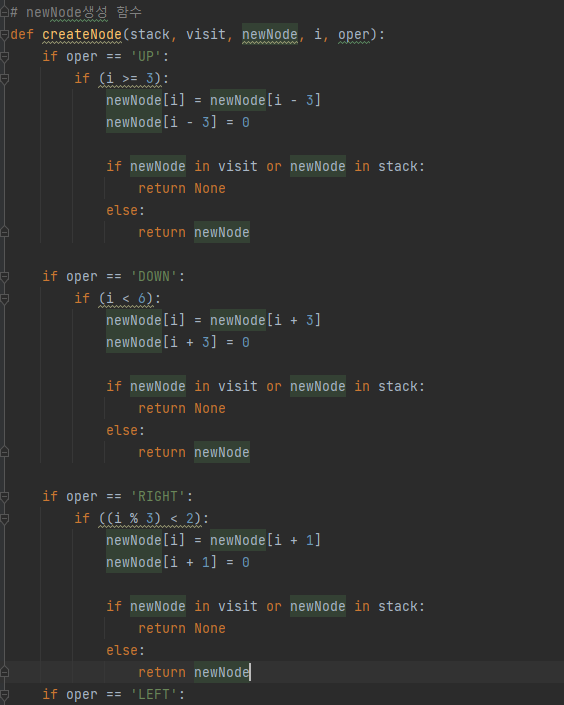 # newNode생성 함수
def createNode(stack, visit, newNode, i, oper):
    if oper == 'UP':
        if (i >= 3):
            newNode[i] = newNode[i - 3]
            newNode[i - 3] = 0

            if newNode in visit or newNode in stack:
                return None
            else:
                return newNode

    if oper == 'DOWN':
        if (i < 6):
            newNode[i] = newNode[i + 3]
            newNode[i + 3] = 0

            if newNode in visit or newNode in stack:
                return None
            else:
                return newNode

    if oper == 'RIGHT':
        if ((i % 3) < 2):
            newNode[i] = newNode[i + 1]
            newNode[i + 1] = 0

            if newNode in visit or newNode in stack:
                return None
            else:
                return newNode
    if oper == 'LEFT':